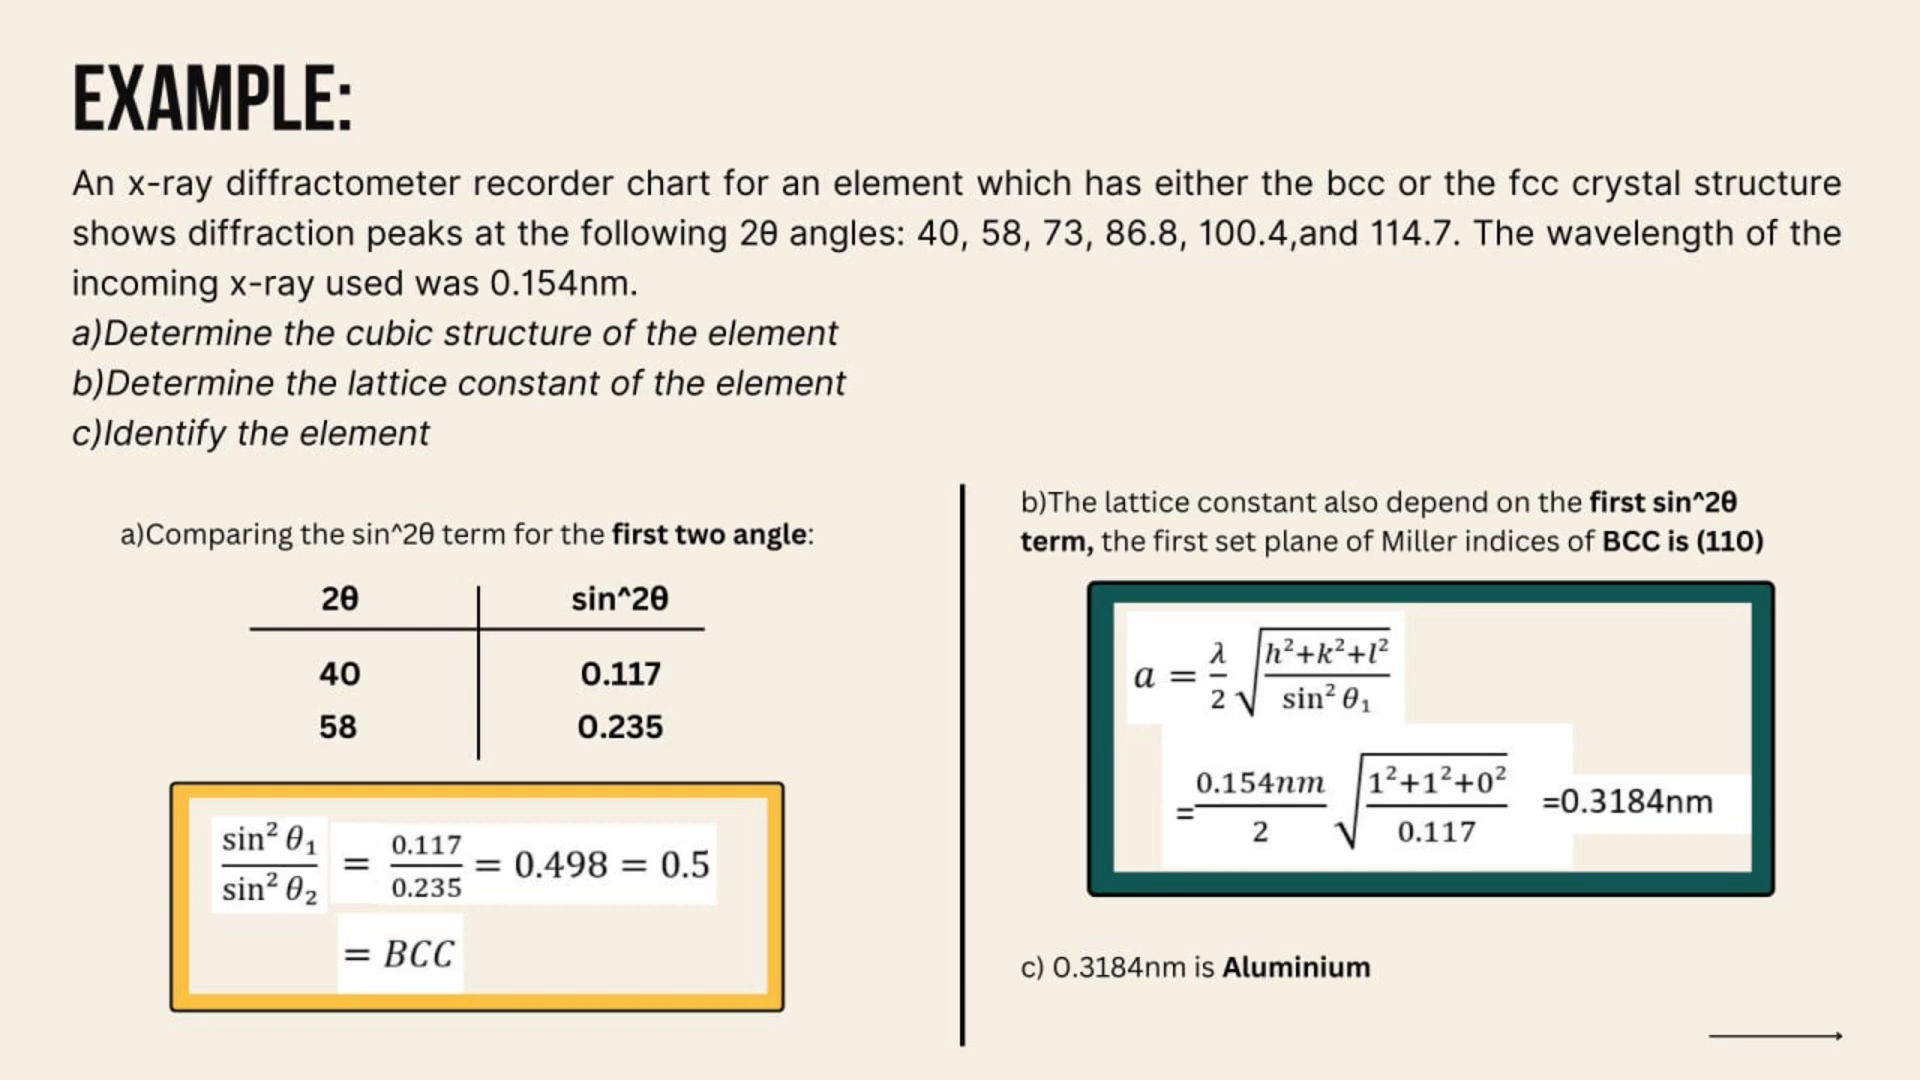 EXAMPLE:
An x-ray diffractometer recorder chart for an element which has either the bcc or the fcc crystal structure
shows diffraction peaks at the following 2θ angles: 40, 58, 73, 86.8, 100.4,and 114.7. The wavelength of the
incoming x-ray used was 0.154nm.
a)Determine the cubic structure of the element
b)Determine the lattice constant of the element
c)Identify the element
a)Comparing the sin^2θ term for the first two angle:
2θ sin^2θ
40 0.117
58 0.235
sin² θ₁ / sin² θ₂ = 0.117 / 0.235 = 0.498 = 0.5
= BCC
b)The lattice constant also depend on the first sin^2θ
term, the first set plane of Miller indices of BCC is (110)
a = λ/2 √(h²+k²+l² / sin² θ₁)
= 0.154nm/2 √(1²+1²+0² / 0.117) =0.3184nm
c) 0.3184nm is Aluminium